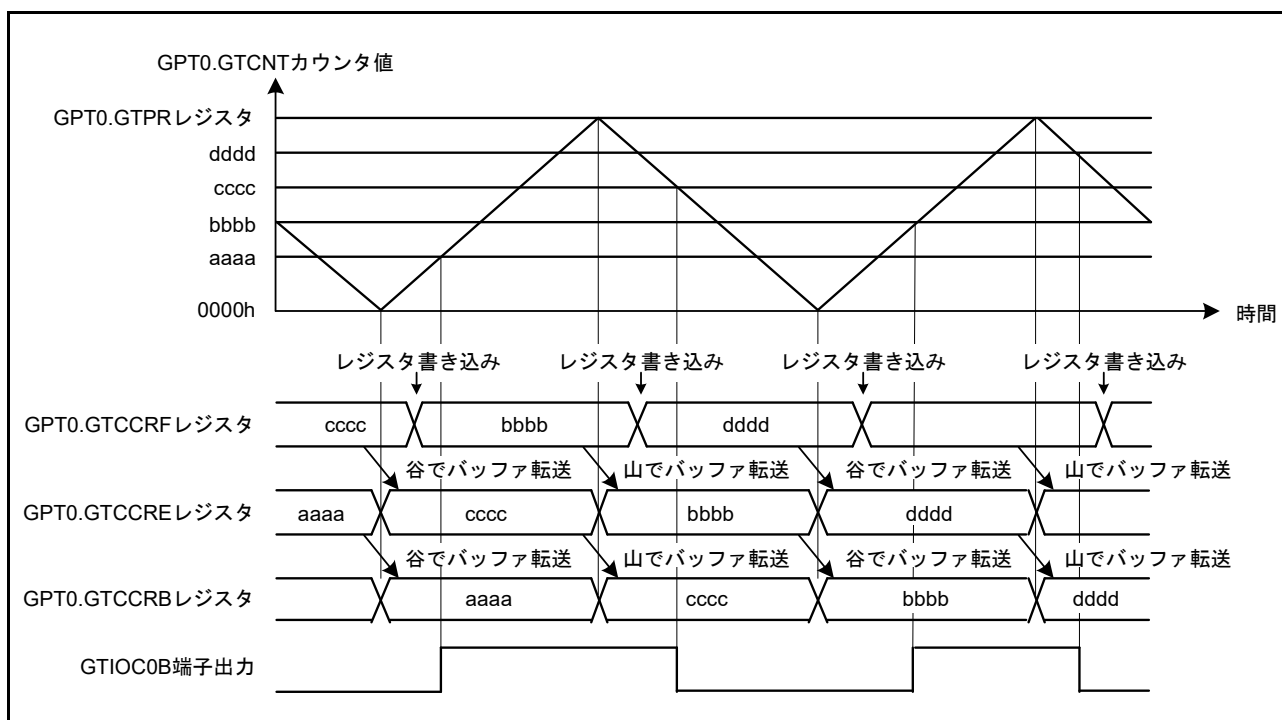 GPT0.GTCNTカウンタ値
GPT0.GTPRレジスタ
dddd
cccc
bbbb
aaaa
0000h
時間
レジスタ書き込み レジスタ書き込み レジスタ書き込み レジスタ書き込み
GPT0.GTCCRFレジスタ cccc bbbb dddd
谷でバッファ転送 山でバッファ転送 谷でバッファ転送 山でバッファ転送
GPT0.GTCCREレジスタ aaaa cccc bbbb dddd
谷でバッファ転送 山でバッファ転送 谷でバッファ転送 山でバッファ転送
GPT0.GTCCRBレジスタ aaaa cccc bbbb dddd
GTIOC0B端子出力